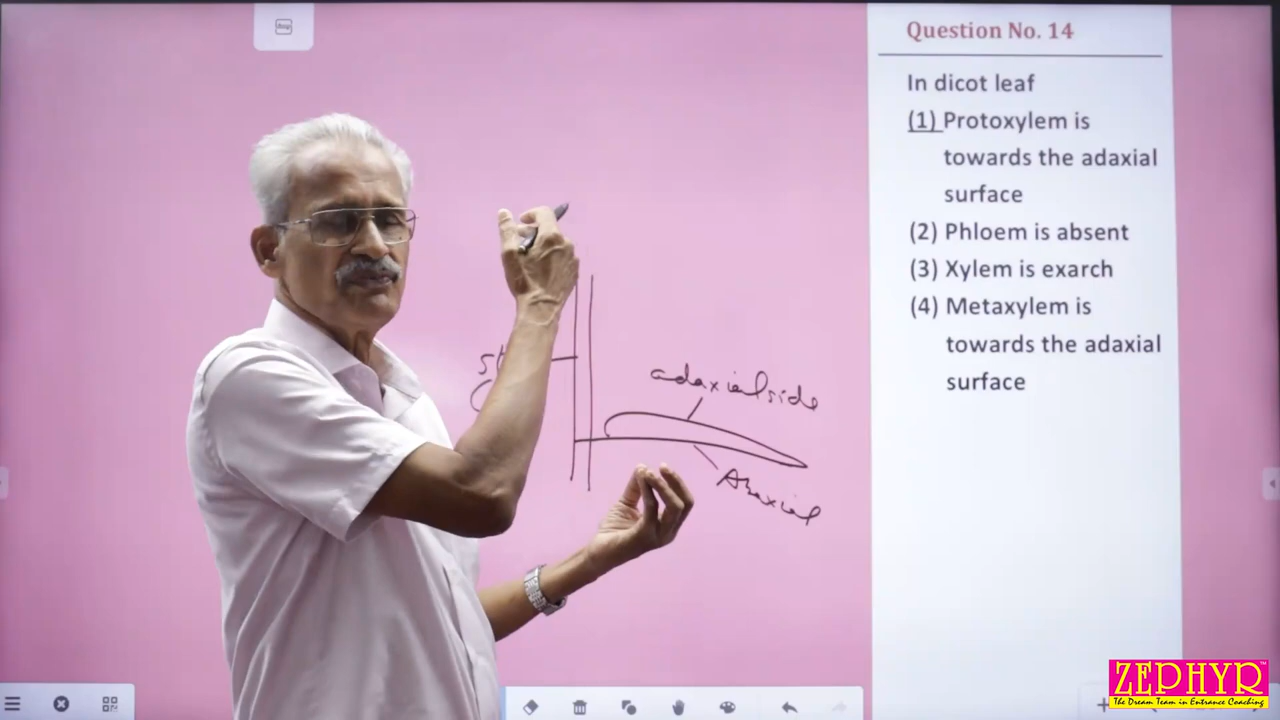 Question No. 14
In dicot leaf
(1) Protoxylem is
towards the adaxial
surface
(2) Phloem is absent
(3) Xylem is exarch
(4) Metaxylem is
towards the adaxial
surface
adaxial side
Abaxial
ZEPHYR™
The Dream Team in Entrance Coaching